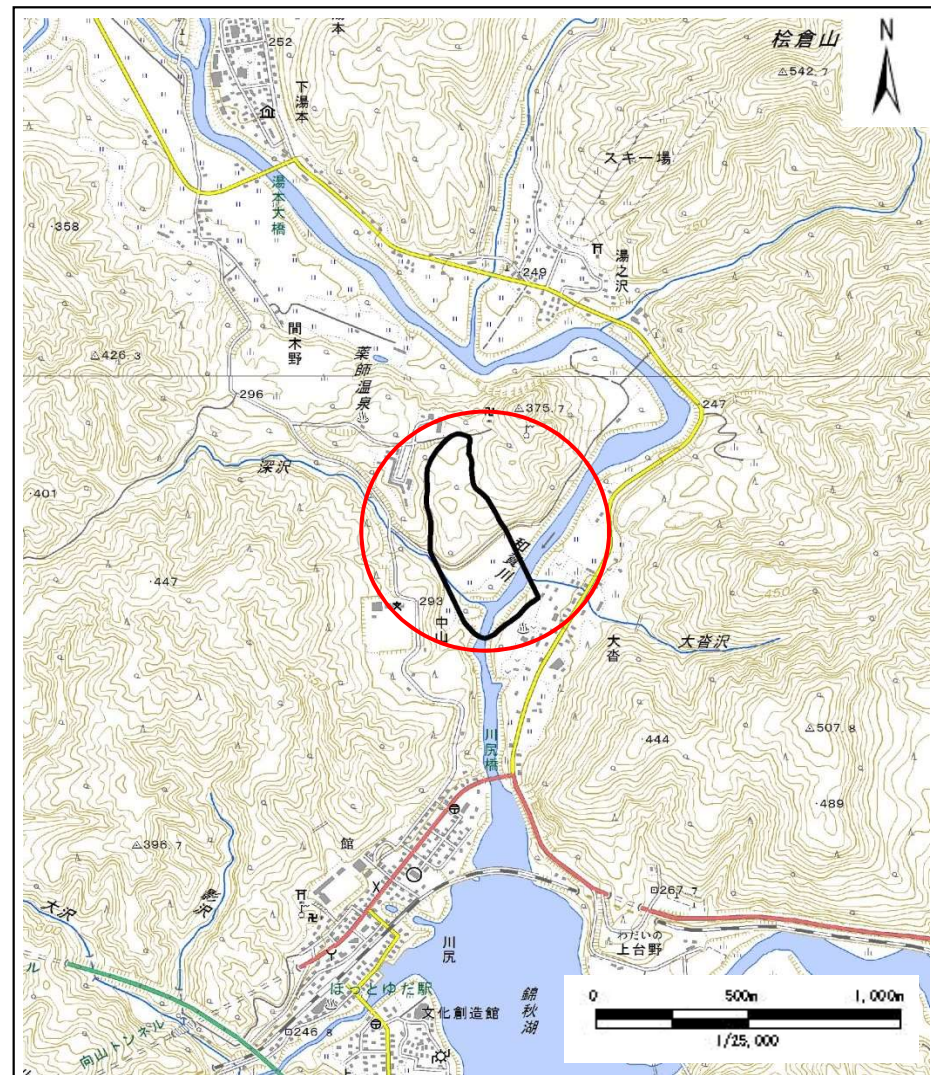 湯本
252
桧倉山
N
△542.7
下湯本
スキー場
湯本大橋
・358
湯之沢
・249
間木野
△426.3
薬師温泉
296
・247
△375.7
深沢
・401
和賀川
・447
293
中山
大沓
大沓沢
△507.8
・444
川尻橋
・489
△396.7
館
影沢
大沢
□267.7
わだいの
上台野
川尻
ほっとゆだ駅
錦秋湖
文化創造館
□246.8
向山トンネル
ル
0 500m 1,000m
1/25,000